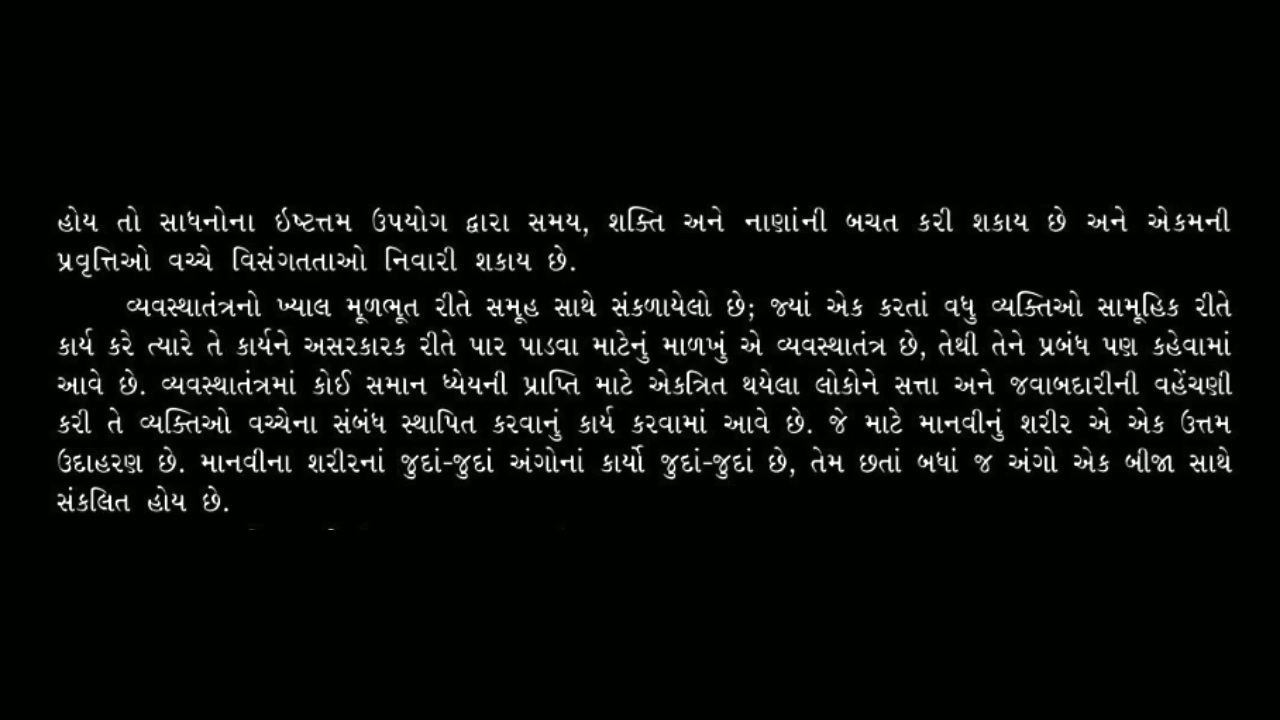 હોય તો સાધનોના ઇષ્ટત્તમ ઉપયોગ દ્વારા સમય, શક્તિ અને નાણાંની બચત કરી શકાય છે અને એકમની
પ્રવૃત્તિઓ વચ્ચે વિસંગતતાઓ નિવારી શકાય છે.
વ્યવસ્થાતંત્રનો ખ્યાલ મૂળભૂત રીતે સમૂહ સાથે સંકળાયેલો છે; જ્યાં એક કરતાં વધુ વ્યક્તિઓ સામૂહિક રીતે
કાર્ય કરે ત્યારે તે કાર્યને અસરકારક રીતે પાર પાડવા માટેનું માળખું એ વ્યવસ્થાતંત્ર છે, તેથી તેને પ્રબંધ પણ કહેવામાં
આવે છે. વ્યવસ્થાતંત્રમાં કોઈ સમાન ધ્યેયની પ્રાપ્તિ માટે એકત્રિત થયેલા લોકોને સત્તા અને જવાબદારીની વહેંચણી
કરી તે વ્યક્તિઓ વચ્ચેના સંબંધ સ્થાપિત કરવાનું કાર્ય કરવામાં આવે છે. જે માટે માનવીનું શરીર એ એક ઉત્તમ
ઉદાહરણ છે. માનવીના શરીરનાં જુદાં-જુદાં અંગોનાં કાર્યો જુદાં-જુદાં છે, તેમ છતાં બધાં જ અંગો એક બીજા સાથે
સંકલિત હોય છે.